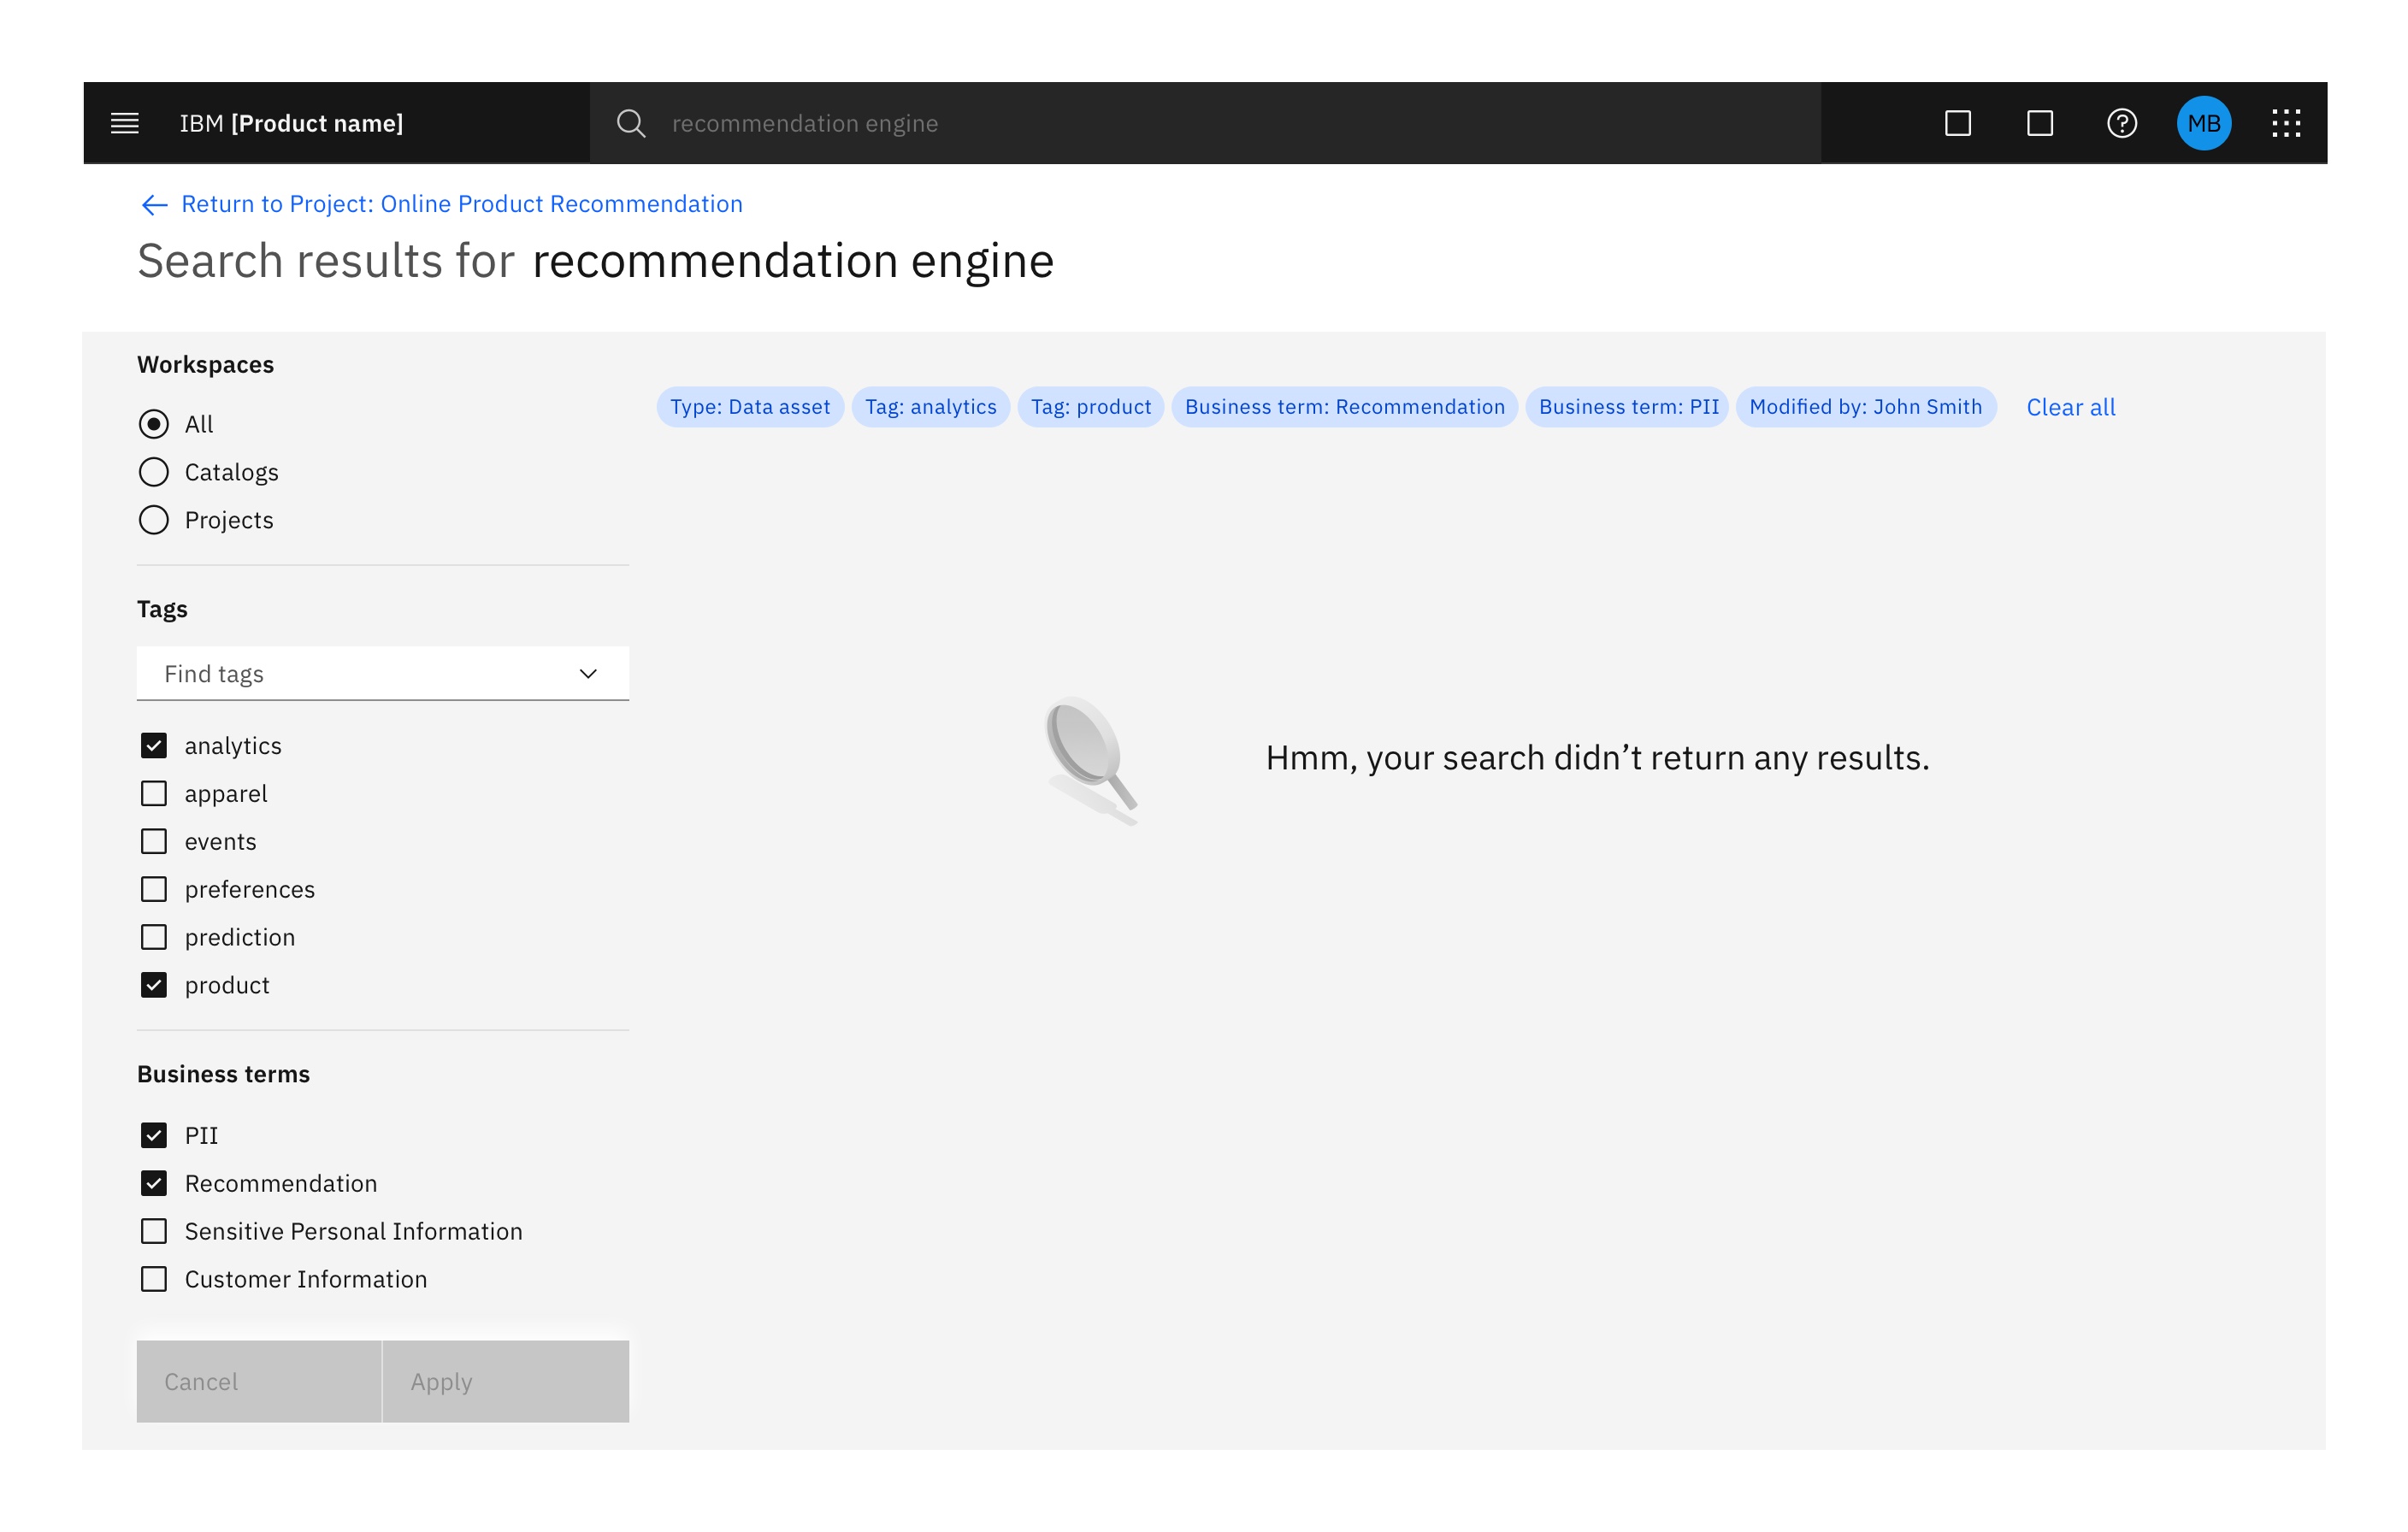 IBM [Product name]
recommendation engine
?
MB
Return to Project: Online Product Recommendation
Search results for recommendation engine
Workspaces
All
Catalogs
Projects
Tags
Find tags
analytics
apparel
events
preferences
prediction
product
Business terms
PII
Recommendation
Sensitive Personal Information
Customer Information
Cancel
Apply
Type: Data asset
Tag: analytics
Tag: product
Business term: Recommendation
Business term: PII
Modified by: John Smith
Clear all
Hmm, your search didn’t return any results.